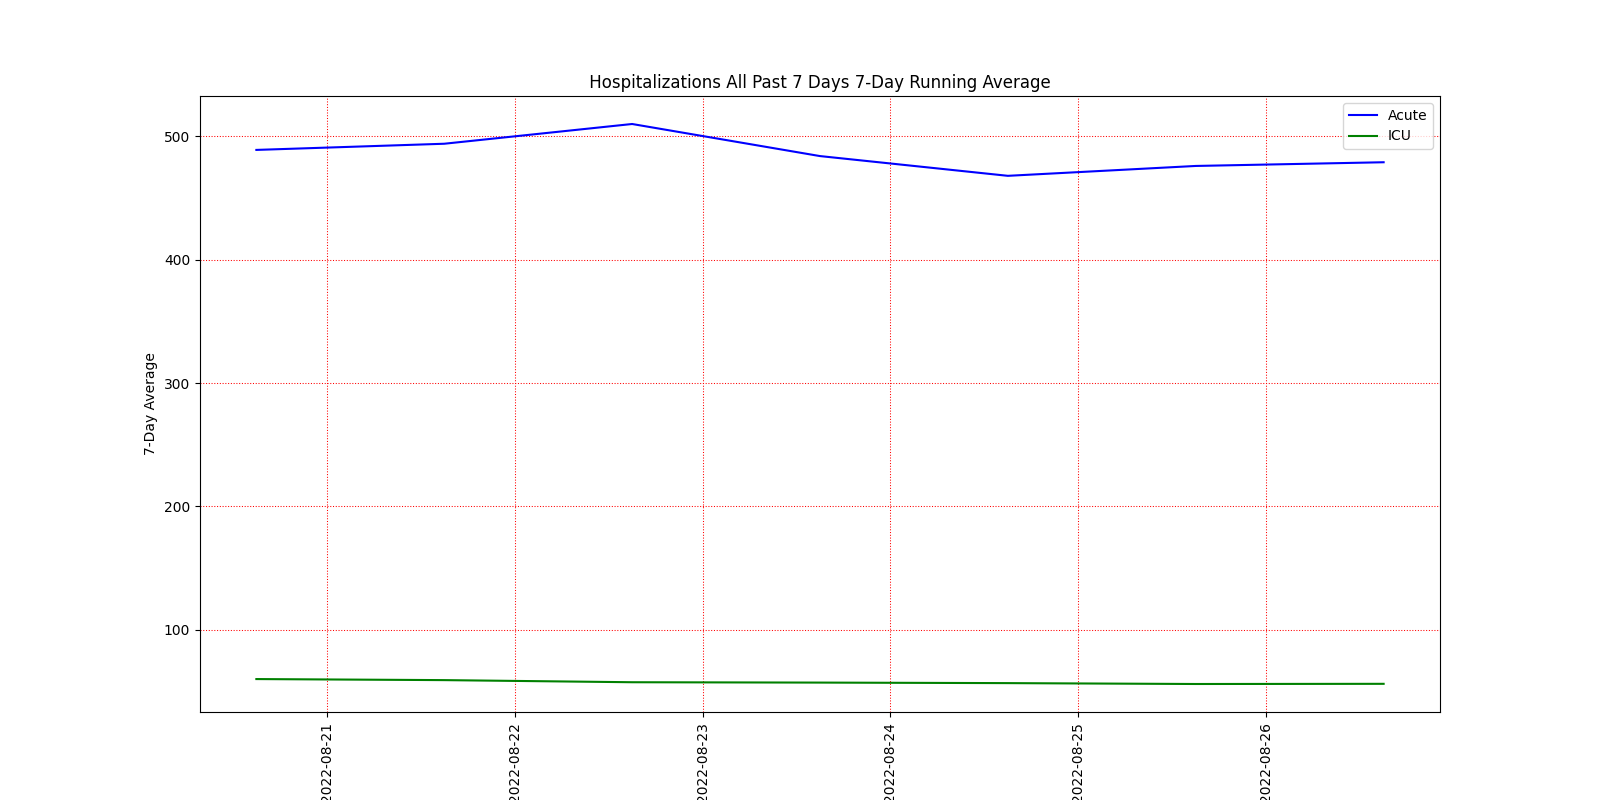 Hospitalizations All Past 7 Days 7-Day Running Average
Acute
ICU
7-Day Average
500
400
300
200
100
2022-08-21
2022-08-22
2022-08-23
2022-08-24
2022-08-25
2022-08-26